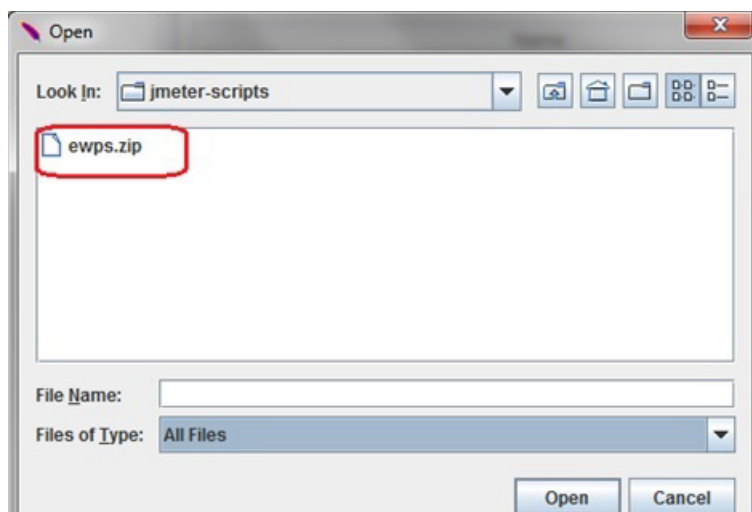 Open
Look In: jmeter-scripts
ewps.zip
File Name:
Files of Type: All Files
Open Cancel